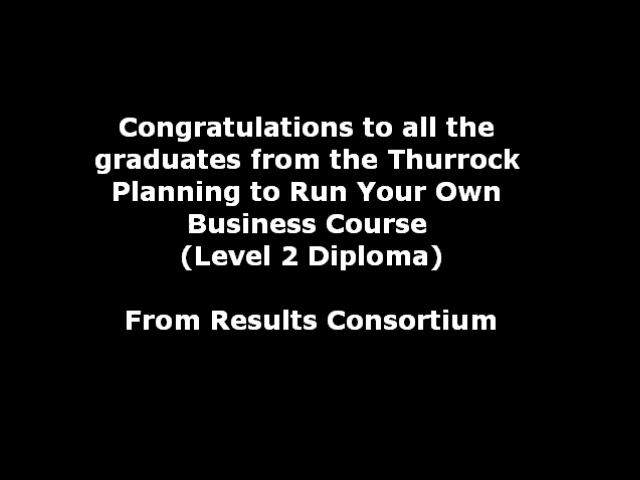 Congratulations to all the
graduates from the Thurrock
Planning to Run Your Own
Business Course
(Level 2 Diploma)
From Results Consortium